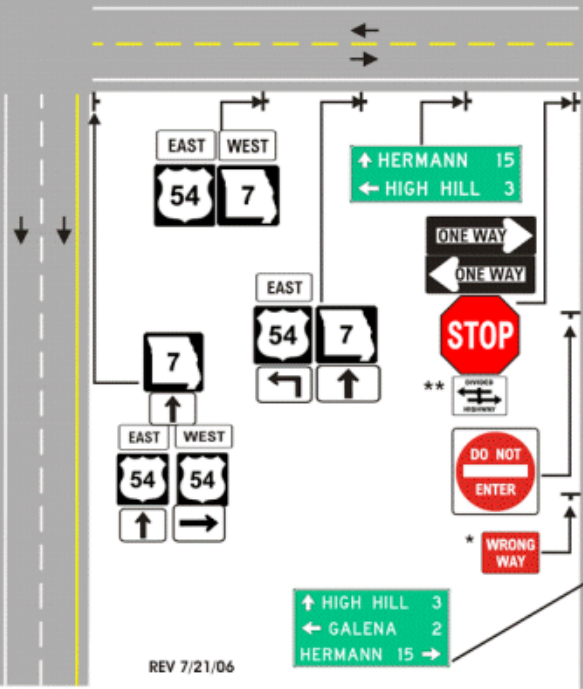 EAST WEST
54 7
HERMANN 15
HIGH HILL 3
ONE WAY
ONE WAY
EAST
54 7
STOP
** DIVIDED
HIGHWAY
7
EAST WEST
54 54
DO NOT
ENTER
* WRONG
WAY
HIGH HILL 3
GALENA 2
HERMANN 15
REV 7/21/06